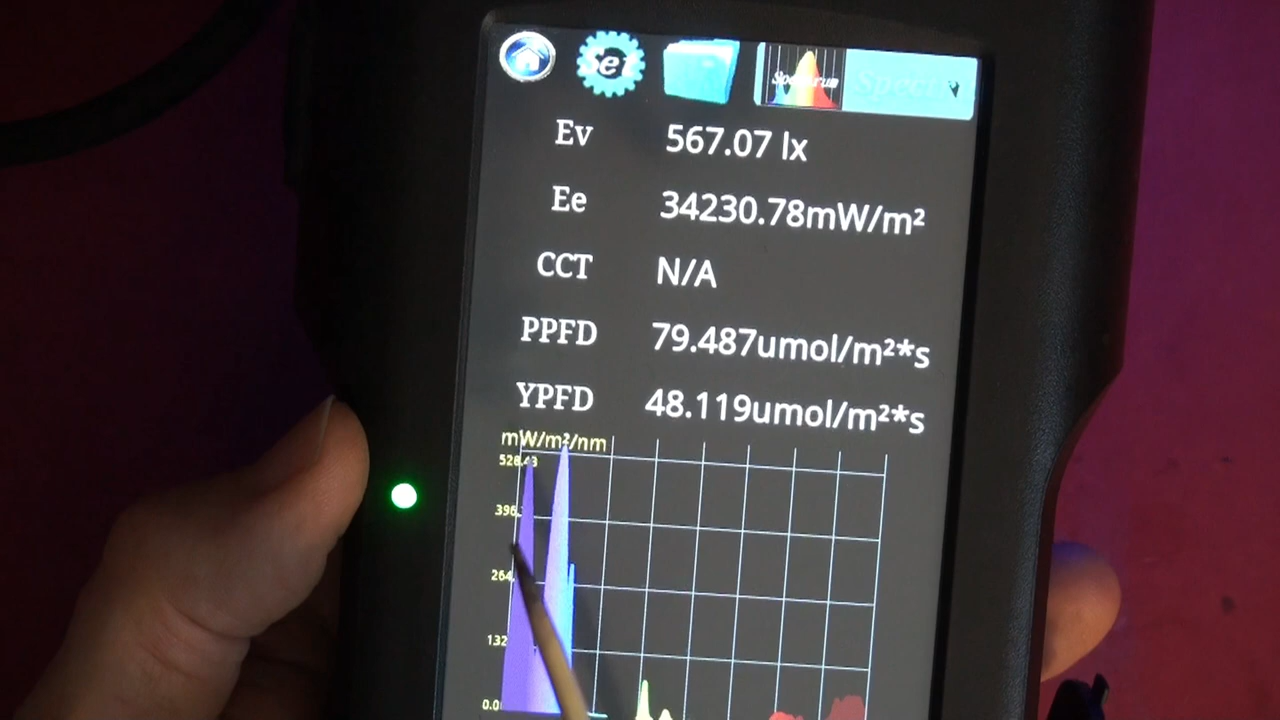 Set
Spectrum
Ev 567.07 lx
Ee 34230.78mW/m²
CCT N/A
PPFD 79.487umol/m²*s
YPFD 48.119umol/m²*s
mW/m²/nm
528.43
396.
264.
132
0.0